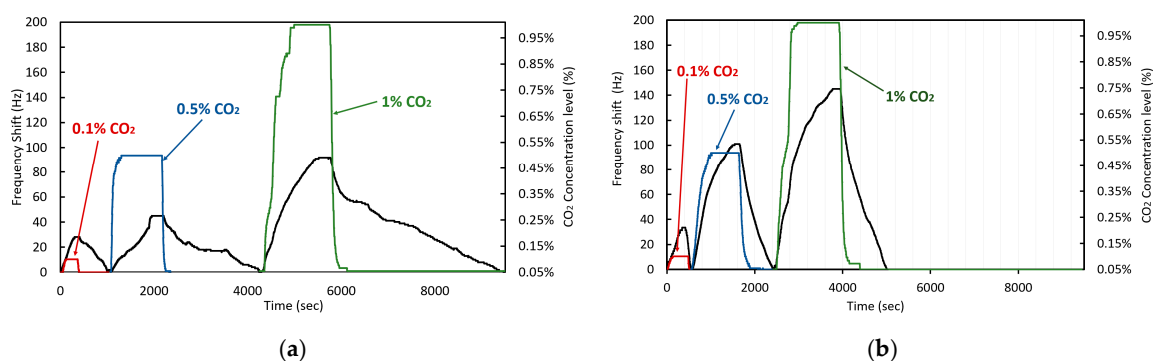 200
180
160
140
120
100
80
60
40
20
0
Frequency Shift (Hz)
0.1% CO₂
0.5% CO₂
1% CO₂
0.95%
0.85%
0.75%
0.65%
0.55%
0.45%
0.35%
0.25%
0.15%
0.05%
CO₂ Concentration level (%)
0 2000 4000 6000 8000
Time (sec)
(a)
200
180
160
140
120
100
80
60
40
20
0
Frequency shift (Hz)
0.1% CO₂
0.5% CO₂
1% CO₂
0.95%
0.85%
0.75%
0.65%
0.55%
0.45%
0.35%
0.25%
0.15%
0.05%
CO₂ Concentration level (%)
0 2000 4000 6000 8000
Time (sec)
(b)